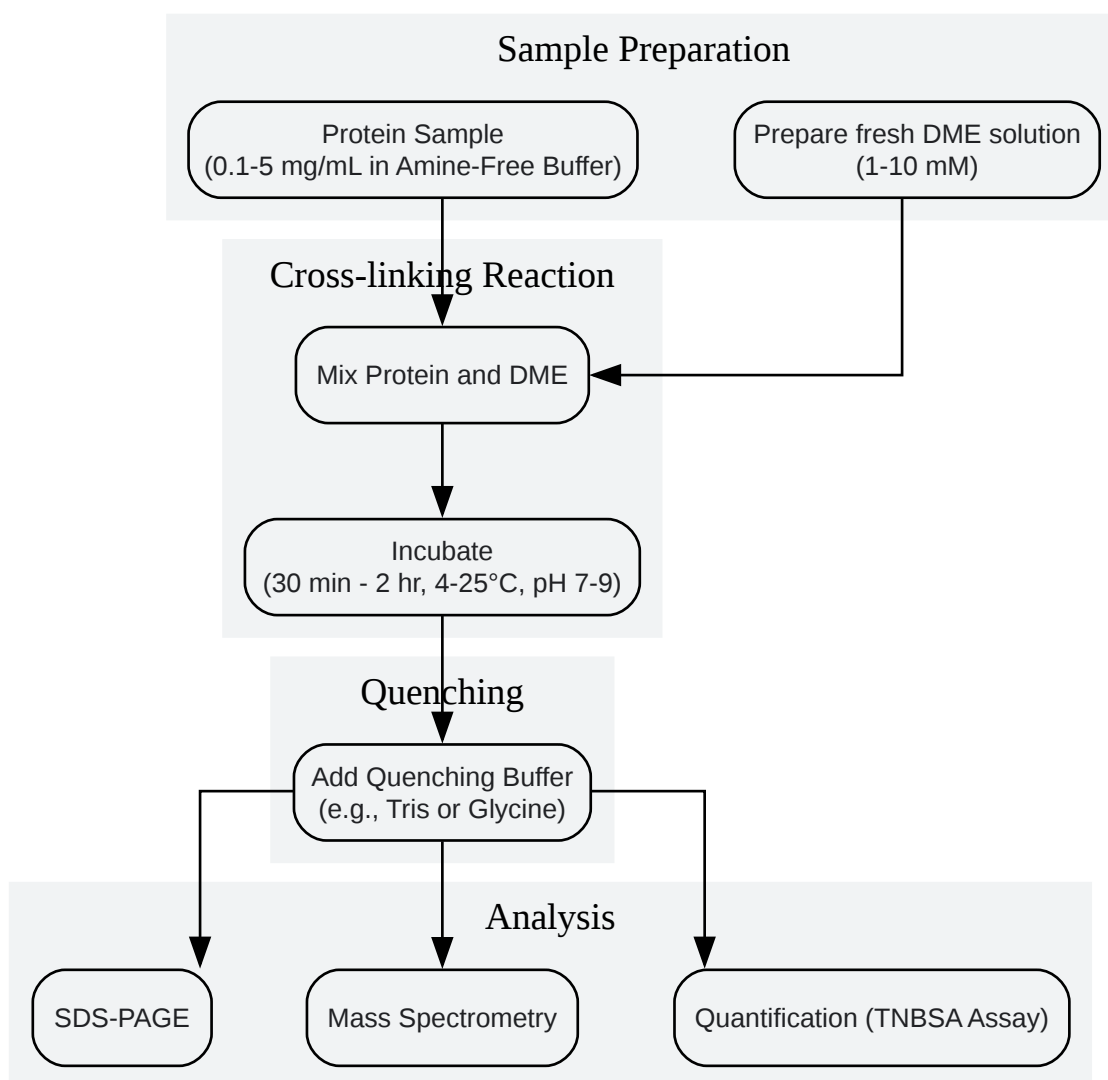 Sample Preparation
Protein Sample
(0.1-5 mg/mL in Amine-Free Buffer)
Prepare fresh DME solution
(1-10 mM)
Cross-linking Reaction
Mix Protein and DME
Incubate
(30 min - 2 hr, 4-25°C, pH 7-9)
Quenching
Add Quenching Buffer
(e.g., Tris or Glycine)
Analysis
SDS-PAGE
Mass Spectrometry
Quantification (TNBSA Assay)